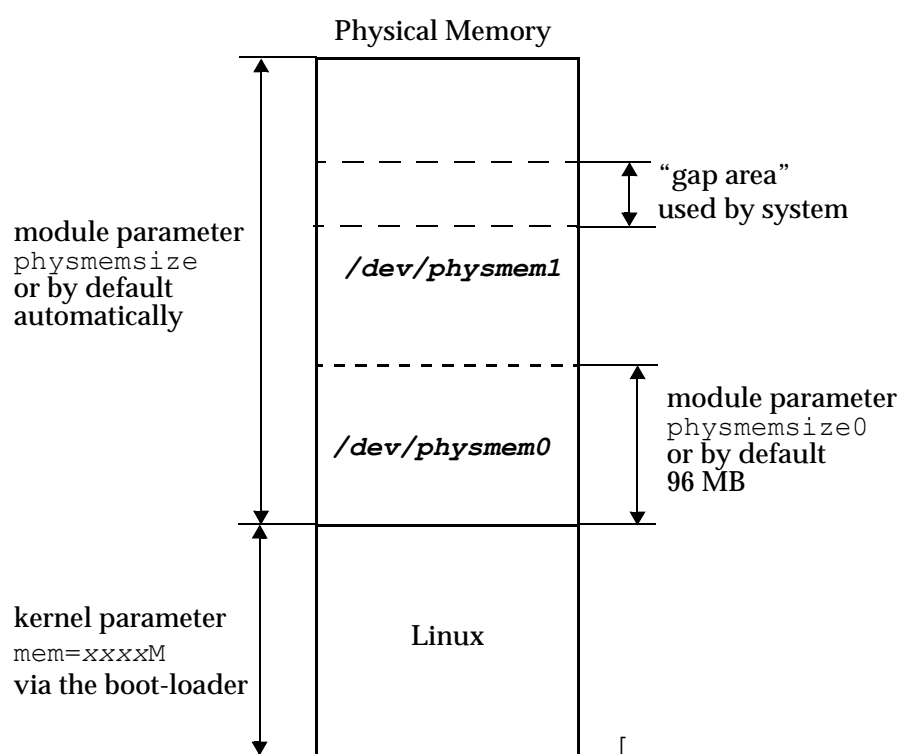 Physical Memory
“gap area”
used by system
module parameter
physmemsize
or by default
automatically
/dev/physmem1
module parameter
physmemsize0
or by default
96 MB
/dev/physmem0
kernel parameter
mem=xxxxM
via the boot-loader
Linux
[